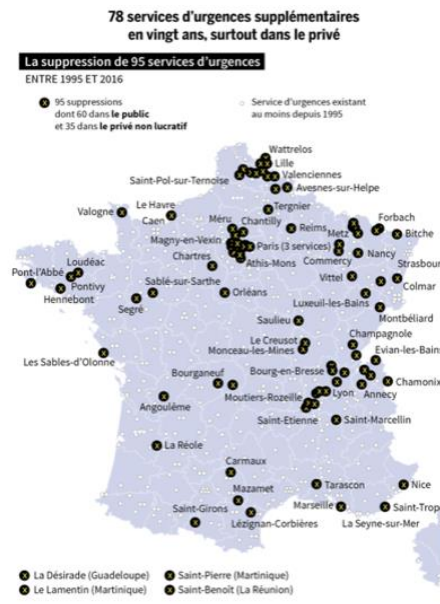 78 services d'urgences supplémentaires
en vingt ans, surtout dans le privé
La suppression de 95 services d'urgences
ENTRE 1995 ET 2016
95 suppressions
dont 60 dans le public
et 35 dans le privé non lucratif
Service d'urgences existant
au moins depuis 1995
Wattrelos
Lille
Valenciennes
Saint-Pol-sur-Ternoise
Avesnes-sur-Helpe
Tergnier
Le Havre
Valogne
Caen
Méru
Chantilly
Reims
Forbach
Metz
Bitche
Magny-en-Vexin
Paris (3 services)
Nancy
Chartres
Athis-Mons
Commercy
Strasbour
Loudéac
Pont-l'Abbé
Pontivy
Sablé-sur-Sarthe
Orléans
Vittel
Colmar
Hennebont
Luxeuil-les-Bains
Segré
Saulieu
Montbéliard
Champagnole
Le Creusot
Monceau-les-Mines
Evian-les-Bains
Les Sables-d'Olonne
Bourganeuf
Bourg-en-Bresse
Chamonix
Moutiers-Rozeille
Lyon
Annecy
Angoulème
Saint-Etienne
Saint-Marcellin
La Réole
Carmaux
Tarascon
Nice
Mazamet
Saint-Girons
Marseille
Saint-Trop
Lézignan-Corbières
La Seyne-sur-Mer
La Désirade (Guadeloupe)
Saint-Pierre (Martinique)
Le Lamentin (Martinique)
Saint-Benoît (La Réunion)